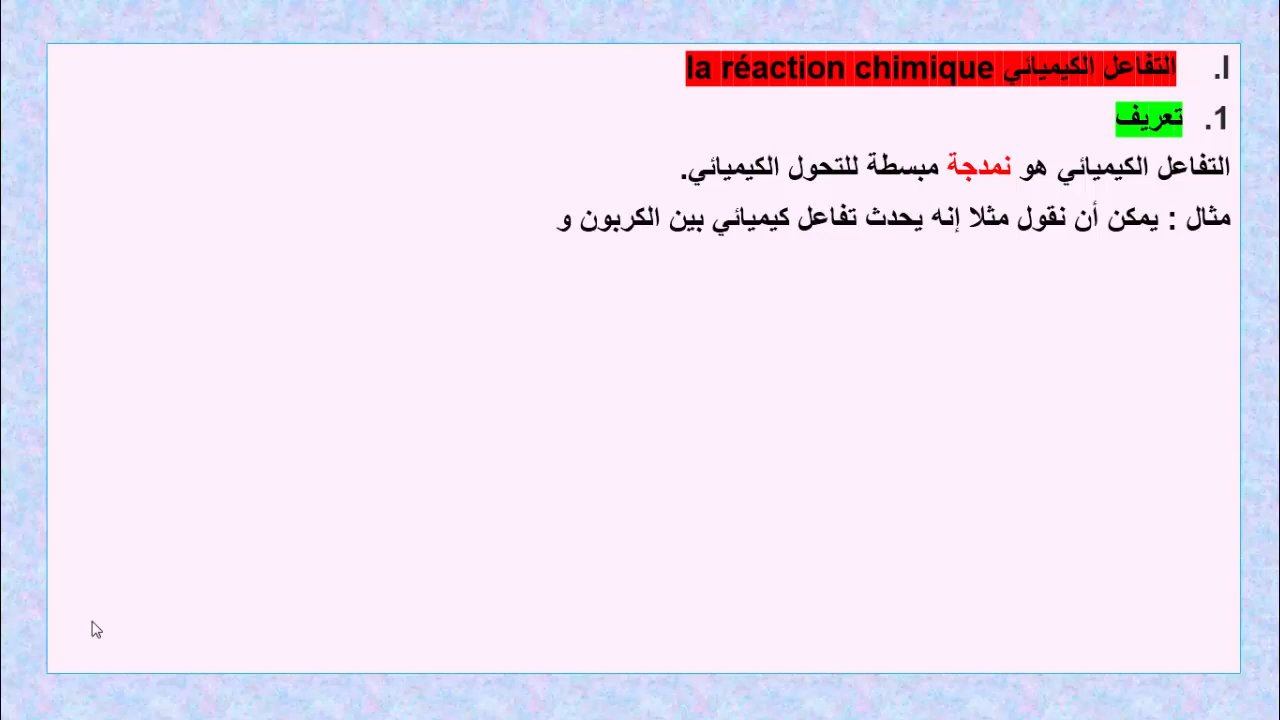 I. التفاعل الكيميائي la réaction chimique
1. تعريف
التفاعل الكيميائي هو نمدجة مبسطة للتحول الكيميائي.
مثال : يمكن أن نقول مثلا إنه يحدث تفاعل كيميائي بين الكربون و